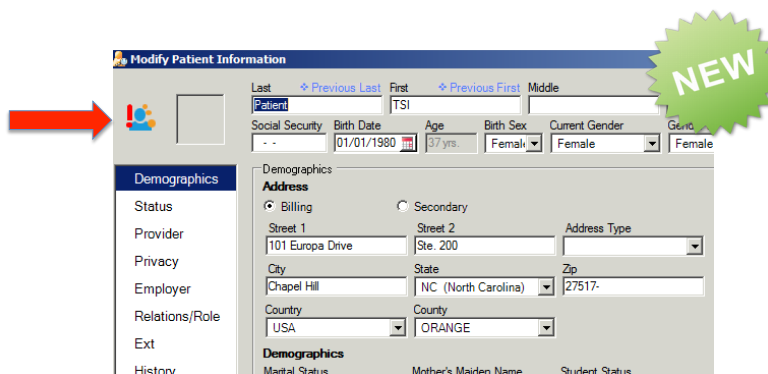 Modify Patient Information
NEW
Last Previous Last First Previous First Middle
Patient TSI
Social Security Birth Date Age Birth Sex Current Gender
- - 01/01/1980 37 yrs. Female Female Female
Demographics
Status
Provider
Privacy
Employer
Relations/Role
Ext
History
Demographics
Address
Billing Secondary
Street 1 Street 2 Address Type
101 Europa Drive Ste. 200
City State Zip
Chapel Hill NC (North Carolina) 27517-
Country County
USA ORANGE
Demographics
Marital Status Mother's Maiden Name Student Status